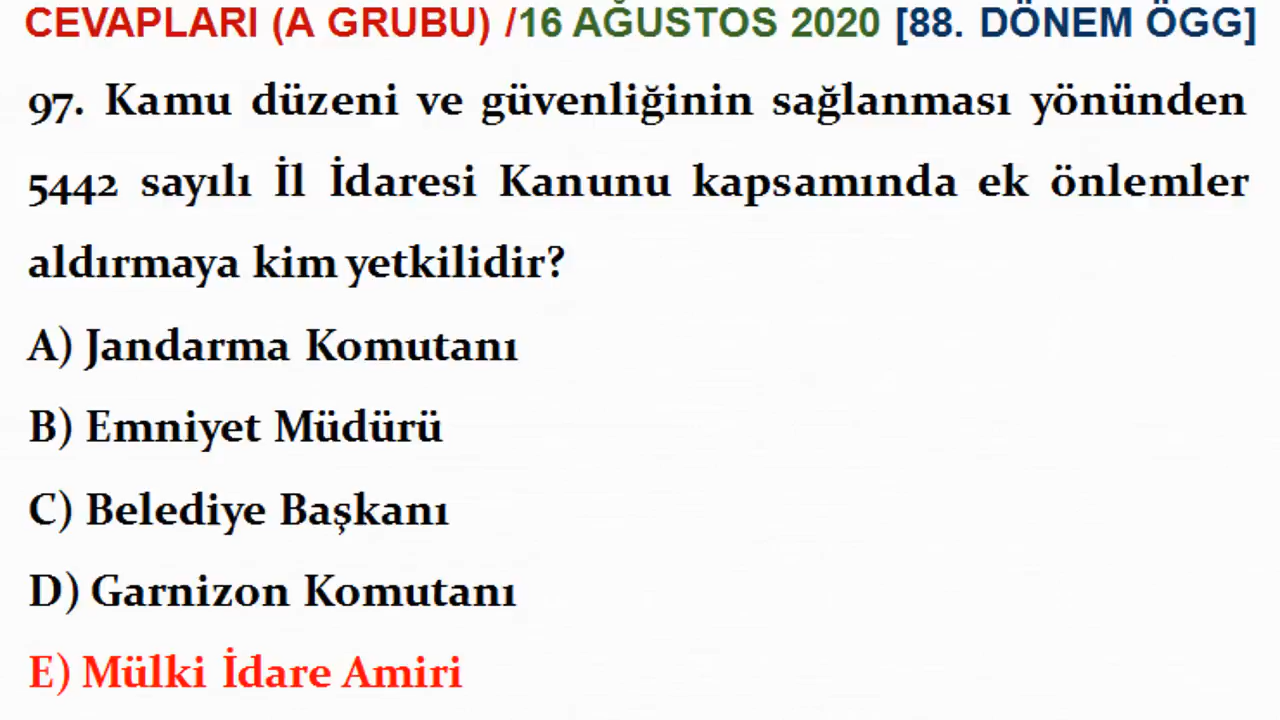 CEVAPLARI (A GRUBU) /16 AĞUSTOS 2020 [88. DÖNEM ÖGG]
97. Kamu düzeni ve güvenliğinin sağlanması yönünden
5442 sayılı İl İdaresi Kanunu kapsamında ek önlemler
aldırmaya kim yetkilidir?
A) Jandarma Komutanı
B) Emniyet Müdürü
C) Belediye Başkanı
D) Garnizon Komutanı
E) Mülki İdare Amiri